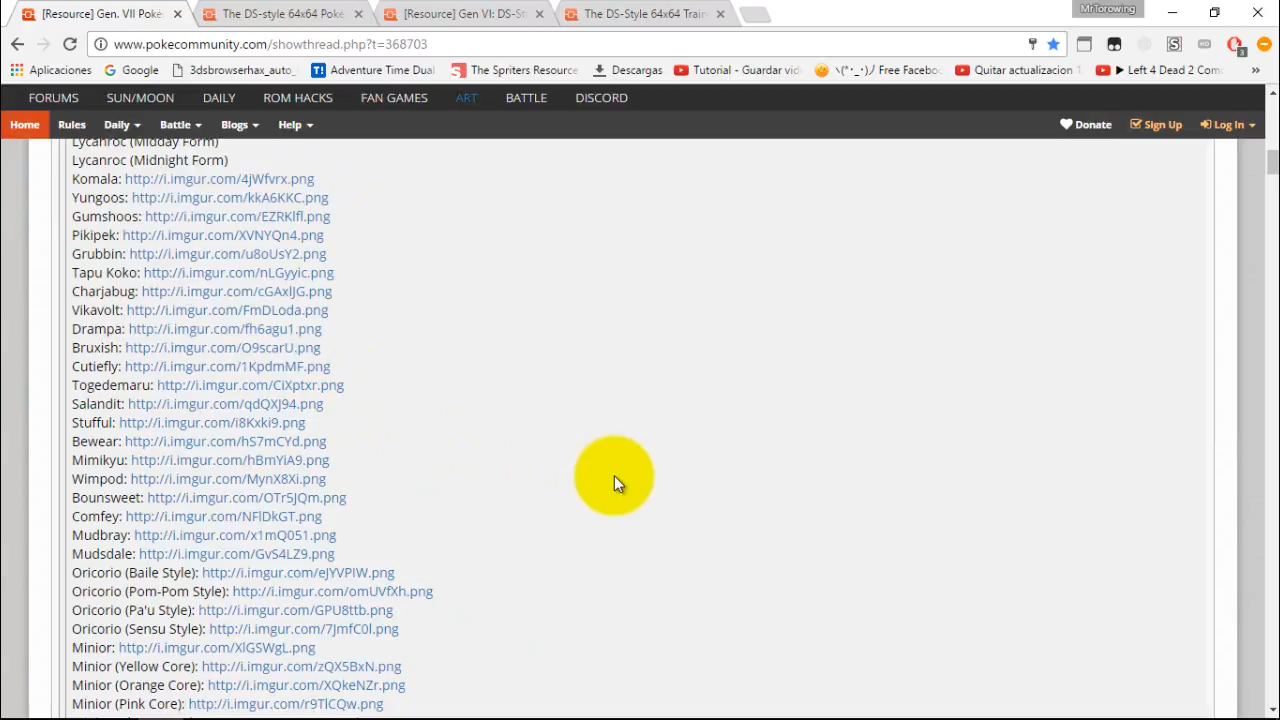 [Resource] Gen. VII Pokér
The DS-style 64x64 Poké
[Resource] Gen VI: DS-St
The DS-Style 64x64 Train
MrTorowing
www.pokecommunity.com/showthread.php?t=368703
3
Aplicaciones
Google
3dsbrowserhax_auto_
Adventure Time Dual
The Spriters Resource
Descargas
Tutorial - Guardar vid
\(*･_･)ﾉ Free Facebo
Quitar actualizacion
Left 4 Dead 2 Com
»
FORUMS SUN/MOON DAILY ROM HACKS FAN GAMES ART BATTLE DISCORD
Home Rules Daily Battle Blogs Help Donate Sign Up Log In
Lycanroc (Midday Form)
Lycanroc (Midnight Form)
Komala: http://i.imgur.com/4jWfvrx.png
Yungoos: http://i.imgur.com/kkA6KKC.png
Gumshoos: http://i.imgur.com/EZRKlfl.png
Pikipek: http://i.imgur.com/XVNYQn4.png
Grubbin: http://i.imgur.com/u8oUsY2.png
Tapu Koko: http://i.imgur.com/nLGyyic.png
Charjabug: http://i.imgur.com/cGAxlJG.png
Vikavolt: http://i.imgur.com/FmDLoda.png
Drampa: http://i.imgur.com/fh6agu1.png
Bruxish: http://i.imgur.com/O9scarU.png
Cutiefly: http://i.imgur.com/1KpdmMF.png
Togedemaru: http://i.imgur.com/CiXptxr.png
Salandit: http://i.imgur.com/qdQXJ94.png
Stufful: http://i.imgur.com/i8Kxki9.png
Bewear: http://i.imgur.com/hS7mCYd.png
Mimikyu: http://i.imgur.com/hBmYiA9.png
Wimpod: http://i.imgur.com/MynX8Xi.png
Bounsweet: http://i.imgur.com/OTr5JQm.png
Comfey: http://i.imgur.com/NFlDkGT.png
Mudbray: http://i.imgur.com/x1mQ051.png
Mudsdale: http://i.imgur.com/GvS4LZ9.png
Oricorio (Baile Style): http://i.imgur.com/eJYVPIW.png
Oricorio (Pom-Pom Style): http://i.imgur.com/omUVfXh.png
Oricorio (Pa'u Style): http://i.imgur.com/GPU8ttb.png
Oricorio (Sensu Style): http://i.imgur.com/7JmfC0l.png
Minior: http://i.imgur.com/XlGSWgL.png
Minior (Yellow Core): http://i.imgur.com/zQX5BxN.png
Minior (Orange Core): http://i.imgur.com/XQkeNZr.png
Minior (Pink Core): http://i.imgur.com/r9TlCQw.png